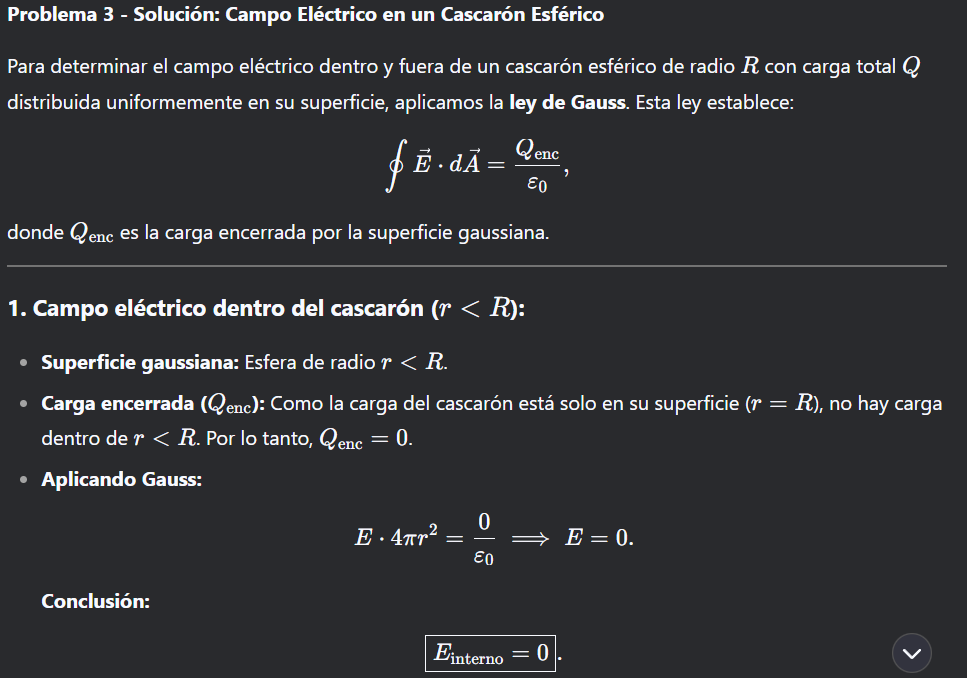 Problema 3 - Solución: Campo Eléctrico en un Cascarón Esférico
Para determinar el campo eléctrico dentro y fuera de un cascarón esférico de radio R con carga total Q
distribuida uniformemente en su superficie, aplicamos la ley de Gauss. Esta ley establece:
∮ E⃗ · dA⃗ = Q_enc / ε₀,
donde Q_enc es la carga encerrada por la superficie gaussiana.
1. Campo eléctrico dentro del cascarón (r < R):
• Superficie gaussiana: Esfera de radio r < R.
• Carga encerrada (Q_enc): Como la carga del cascarón está solo en su superficie (r = R), no hay carga
dentro de r < R. Por lo tanto, Q_enc = 0.
• Aplicando Gauss:
E · 4πr² = 0 / ε₀ ⟹ E = 0.
Conclusión:
E_interno = 0.